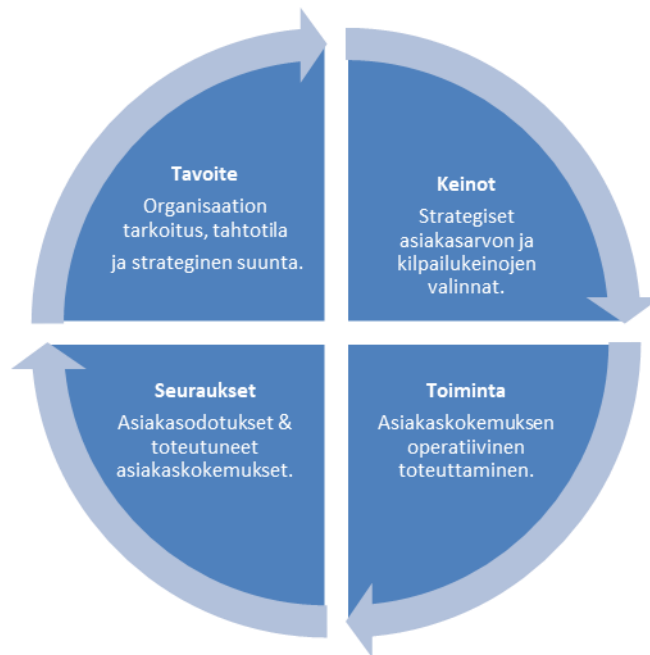 Tavoite
Organisaation
tarkoitus, tahtotila
ja strateginen suunta.
Keinot
Strategiset
asiakasarvon ja
kilpailukeinojen
valinnat.
Seuraukset
Asiakasodotukset &
toteutuneet
asiakaskokemukset.
Toiminta
Asiakaskokemuksen
operatiivinen
toteuttaminen.